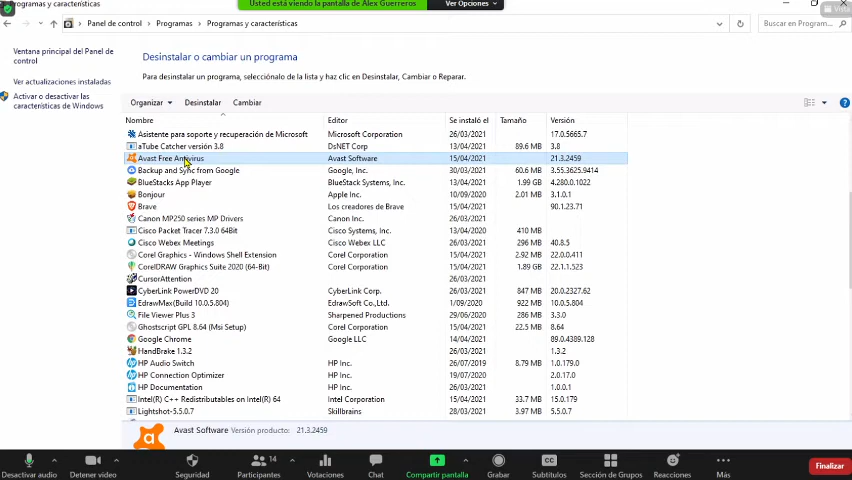 Programas y características
Usted está viendo la pantalla de Alex Guerreros
Ver Opciones
Vista
Panel de control > Programas > Programas y características
Buscar en Program...
Ventana principal del Panel de control
Ver actualizaciones instaladas
Activar o desactivar las características de Windows
Desinstalar o cambiar un programa
Para desinstalar un programa, selecciónalo de la lista y haz clic en Desinstalar, Cambiar o Reparar.
Organizar Desinstalar Cambiar
Nombre Editor Se instaló el Tamaño Versión
Asistente para soporte y recuperación de Microsoft Microsoft Corporation 26/03/2021 17.0.5665.7
aTube Catcher versión 3.8 DsNET Corp 13/04/2021 89.6 MB 3.8
Avast Free Antivirus Avast Software 15/04/2021 21.3.2459
Backup and Sync from Google Google, Inc. 30/03/2021 60.6 MB 3.55.3625.9414
BlueStacks App Player BlueStack Systems, Inc. 13/04/2021 1.99 GB 4.280.0.1022
Bonjour Apple Inc. 10/09/2020 2.01 MB 3.1.0.1
Brave Los creadores de Brave 15/04/2021 90.1.23.71
Canon MP250 series MP Drivers Canon Inc. 26/03/2021
Cisco Packet Tracer 7.3.0 64Bit Cisco Systems, Inc. 13/04/2020 410 MB
Cisco Webex Meetings Cisco Webex LLC 26/03/2021 296 MB 40.8.5
Corel Graphics - Windows Shell Extension Corel Corporation 15/04/2021 2.92 MB 22.0.0.411
CorelDRAW Graphics Suite 2020 (64-Bit) Corel Corporation 15/04/2021 1.89 GB 22.1.1.523
CursorAttention 26/03/2021
CyberLink PowerDVD 20 CyberLink Corp. 26/03/2021 847 MB 20.0.2327.62
EdrawMax(Build 10.0.5.804) EdrawSoft Co.,Ltd. 1/09/2020 922 MB 10.0.5.804
File Viewer Plus 3 Sharpened Productions 29/06/2020 286 MB 3.3.0
Ghostscript GPL 8.64 (Msi Setup) Corel Corporation 15/04/2021 22.5 MB 8.64
Google Chrome Google LLC 14/04/2021 89.0.4389.128
HandBrake 1.3.2 26/03/2021 1.3.2
HP Audio Switch HP Inc. 26/07/2019 8.79 MB 1.0.179.0
HP Connection Optimizer HP Inc. 19/07/2020 2.0.17.0
HP Documentation HP Inc. 26/03/2021 1.0.0.1
Intel(R) C++ Redistributables on Intel(R) 64 Intel Corporation 15/04/2021 33.7 MB 15.0.179
Lightshot-5.5.0.7 Skillbrains 28/03/2021 3.97 MB 5.5.0.7
Avast Software Versión producto: 21.3.2459
14
Desactivar audio Detener video Seguridad Participantes Votaciones Chat Compartir pantalla Grabar Subtítulos Sección de Grupos Reacciones Más Finalizar